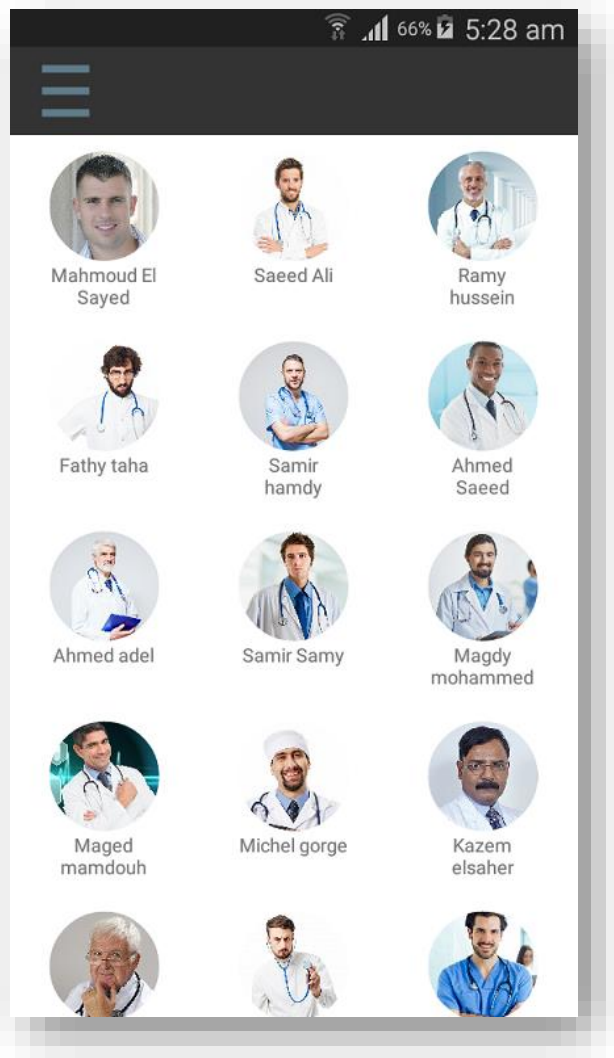 66% 5:28 am
Mahmoud El
Sayed
Saeed Ali
Ramy
hussein
Fathy taha
Samir
hamdy
Ahmed
Saeed
Ahmed adel
Samir Samy
Magdy
mohammed
Maged
mamdouh
Michel gorge
Kazem
elsaher